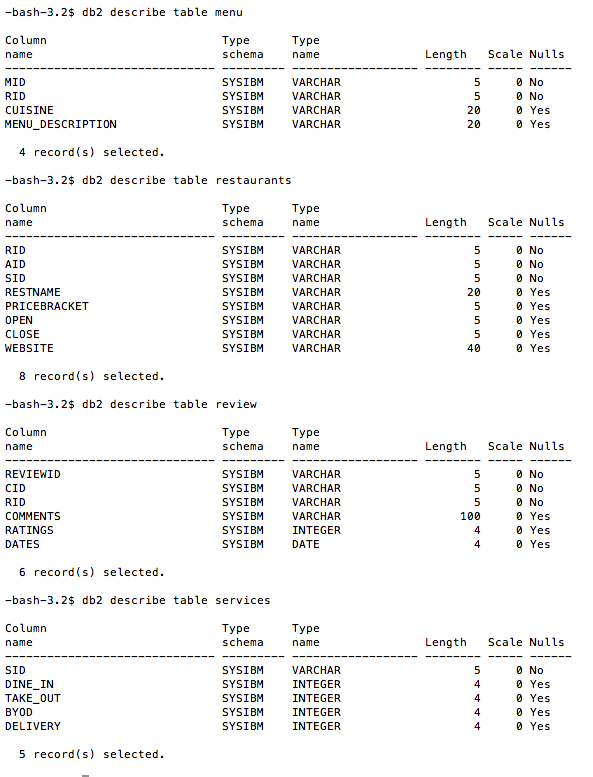 -bash-3.2$ db2 describe table menu
Column                         Type      Type
name                           schema    name               Length   Scale Nulls
------------------------------ --------- ------------------ -------- ----- ------
MID                            SYSIBM    VARCHAR                   5     0 No
RID                            SYSIBM    VARCHAR                   5     0 No
CUISINE                        SYSIBM    VARCHAR                  20     0 Yes
MENU_DESCRIPTION               SYSIBM    VARCHAR                  20     0 Yes
  4 record(s) selected.
-bash-3.2$ db2 describe table restaurants
Column                         Type      Type
name                           schema    name               Length   Scale Nulls
------------------------------ --------- ------------------ -------- ----- ------
RID                            SYSIBM    VARCHAR                   5     0 No
AID                            SYSIBM    VARCHAR                   5     0 No
SID                            SYSIBM    VARCHAR                   5     0 No
RESTNAME                       SYSIBM    VARCHAR                  20     0 Yes
PRICEBRACKET                   SYSIBM    VARCHAR                   5     0 Yes
OPEN                           SYSIBM    VARCHAR                   5     0 Yes
CLOSE                          SYSIBM    VARCHAR                   5     0 Yes
WEBSITE                        SYSIBM    VARCHAR                  40     0 Yes
  8 record(s) selected.
-bash-3.2$ db2 describe table review
Column                         Type      Type
name                           schema    name               Length   Scale Nulls
------------------------------ --------- ------------------ -------- ----- ------
REVIEWID                       SYSIBM    VARCHAR                   5     0 No
CID                            SYSIBM    VARCHAR                   5     0 No
RID                            SYSIBM    VARCHAR                   5     0 No
COMMENTS                       SYSIBM    VARCHAR                 100     0 Yes
RATINGS                        SYSIBM    INTEGER                   4     0 Yes
DATES                          SYSIBM    DATE                      4     0 Yes
  6 record(s) selected.
-bash-3.2$ db2 describe table services
Column                         Type      Type
name                           schema    name               Length   Scale Nulls
------------------------------ --------- ------------------ -------- ----- ------
SID                            SYSIBM    VARCHAR                   5     0 No
DINE_IN                        SYSIBM    INTEGER                   4     0 Yes
TAKE_OUT                       SYSIBM    INTEGER                   4     0 Yes
BYOD                           SYSIBM    INTEGER                   4     0 Yes
DELIVERY                       SYSIBM    INTEGER                   4     0 Yes
  5 record(s) selected.